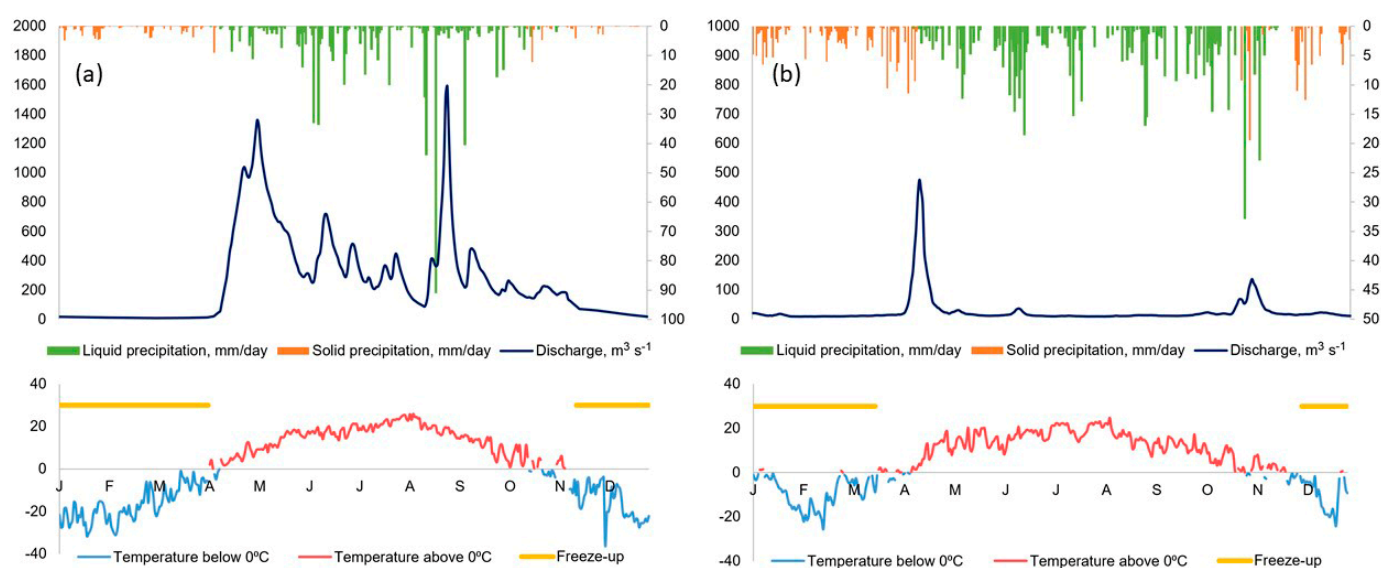 2000 0 1000 0
1800 10 900 5
1600 20 800 10
1400 30 700 15
1200 40 600 20
1000 50 500 25
800 60 400 30
600 70 300 35
400 80 200 40
200 90 100 45
0 100 0 50
(a) (b)
Liquid precipitation, mm/day Solid precipitation, mm/day Discharge, m³ s⁻¹
Liquid precipitation, mm/day Solid precipitation, mm/day Discharge, m³ s⁻¹
40
20
0
-20
-40
J F M A M J J A S O N D
Temperature below 0ºC Temperature above 0ºC Freeze-up
40
20
0
-20
-40
J F M A M J J A S O N D
Temperature below 0ºC Temperature above 0ºC Freeze-up